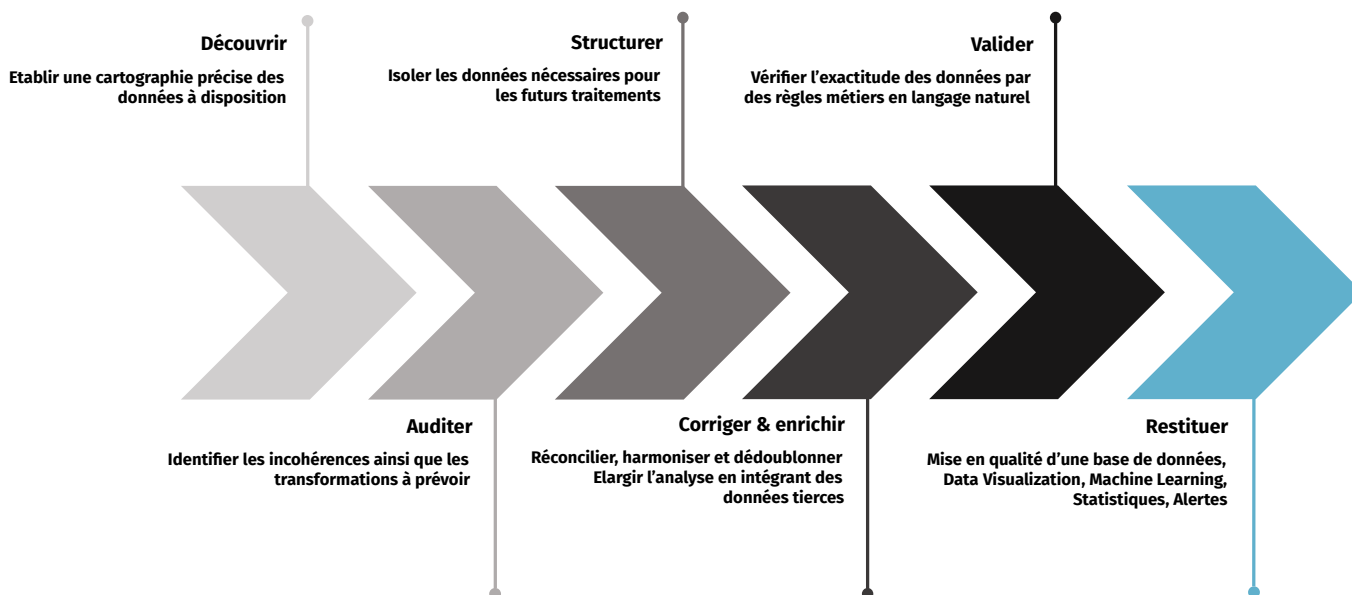 Découvrir
Etablir une cartographie précise des
données à disposition
Structurer
Isoler les données nécessaires pour
les futurs traitements
Valider
Vérifier l’exactitude des données par
des règles métiers en langage naturel
Auditer
Identifier les incohérences ainsi que les
transformations à prévoir
Corriger & enrichir
Réconcilier, harmoniser et dédoublonner
Elargir l’analyse en intégrant des
données tierces
Restituer
Mise en qualité d’une base de données,
Data Visualization, Machine Learning,
Statistiques, Alertes